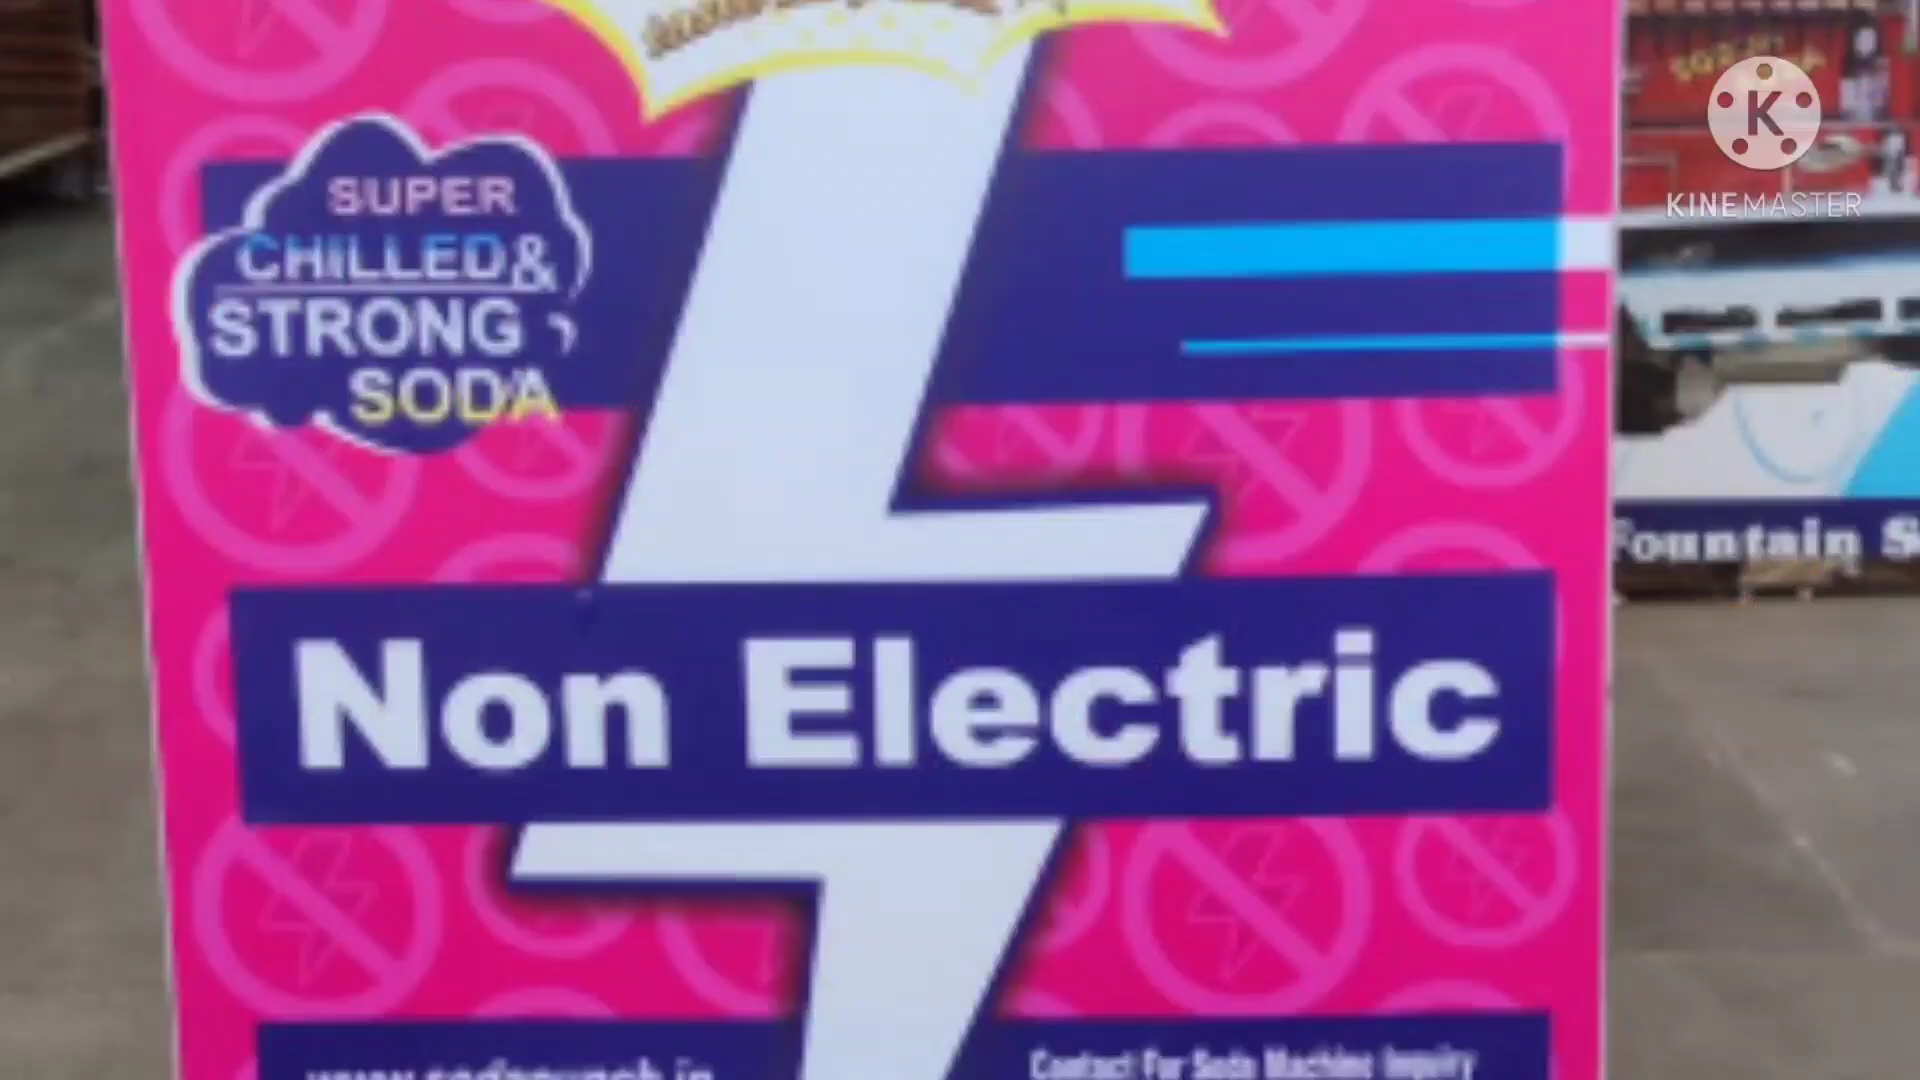 SUPER
CHILLED&
STRONG
SODA
Non Electric
Contact For Soda Machine Inquiry
Fountain
KINEMASTER